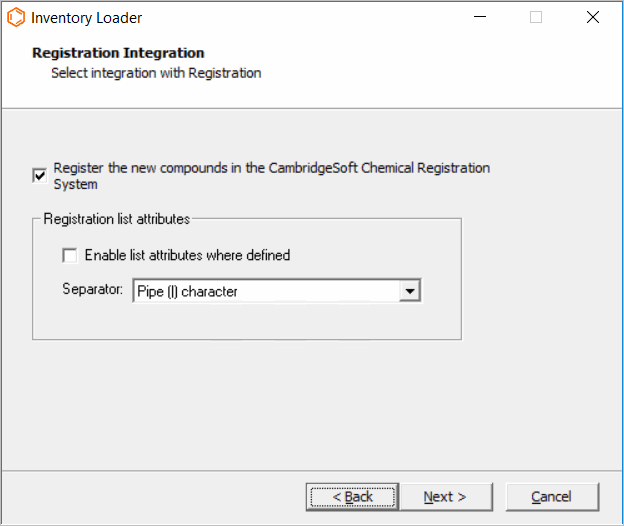 Inventory Loader
Registration Integration
Select integration with Registration
Register the new compounds in the CambridgeSoft Chemical Registration
System
Registration list attributes
Enable list attributes where defined
Separator: Pipe (|) character
< Back Next > Cancel